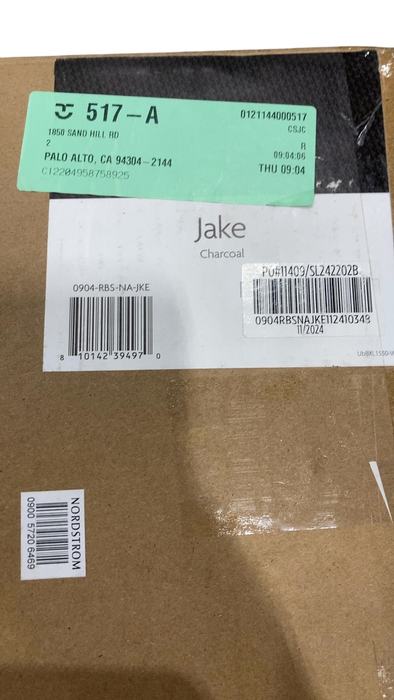 517-A
0121144000517
CSJC
1850 SAND HILL RD
2
R
09:04:06
PALO ALTO, CA 94304-2144
THU 09:04
C12204958758925
Jake
Charcoal
0904-RBS-NA-JKE
8 10142 39497 0
PO#11409/SL242202B
0904RBSNAJKE112410349
11/2024
NORDSTROM
0900 5720 6469